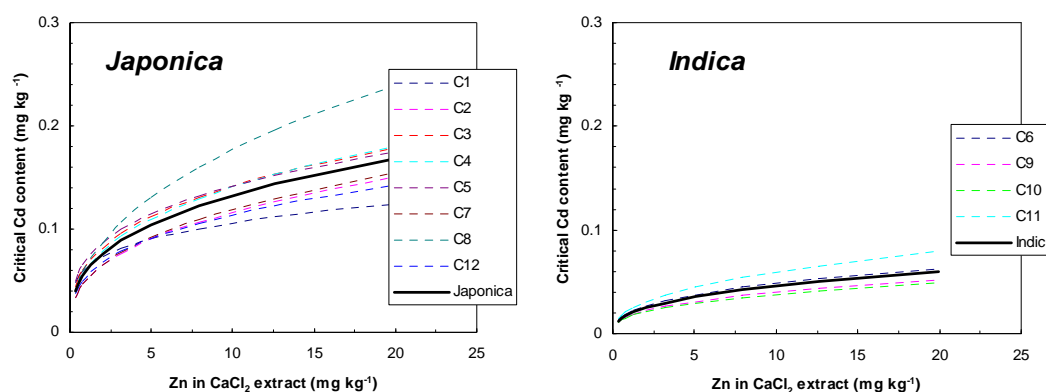 Japonica
Critical Cd content (mg kg -1)
0.3
0.2
0.1
0
0
5
10
15
20
25
Zn in CaCl2 extract (mg kg-1)
C1
C2
C3
C4
C5
C7
C8
C12
Japonica
Indica
Critical Cd content (mg kg -1)
0.3
0.2
0.1
0
0
5
10
15
20
25
Zn in CaCl2 extract (mg kg-1)
C6
C9
C10
C11
Indic